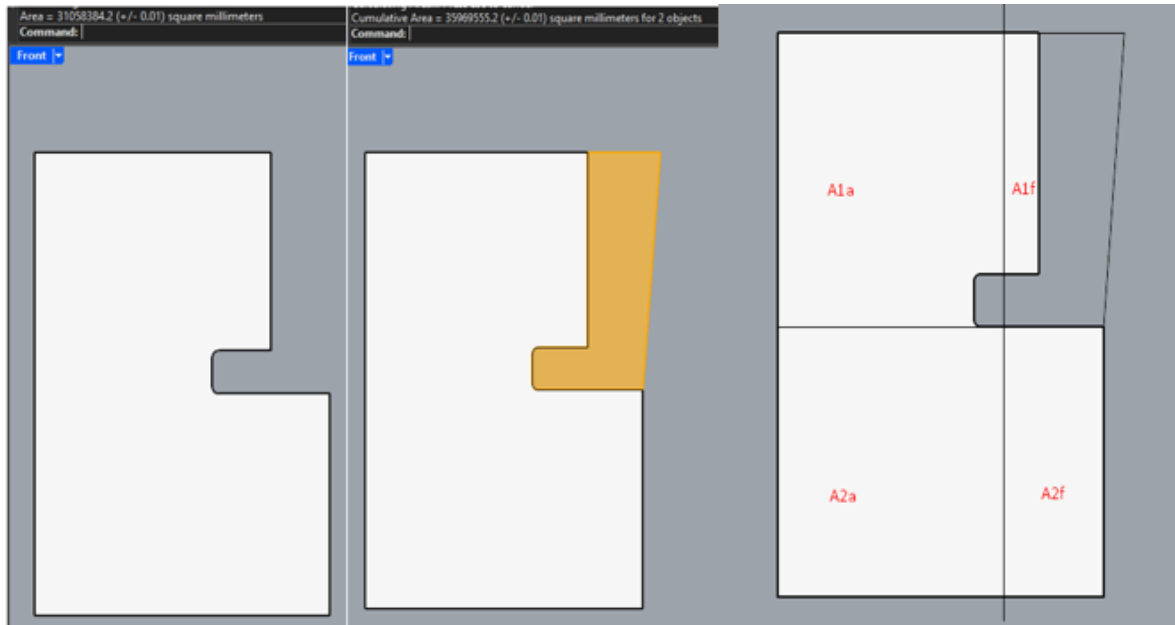 Area = 31058384.2 (+/- 0.01) square millimeters
Command:
Front
Cumulative Area = 35969555.2 (+/- 0.01) square millimeters for 2 objects
Command:
Front
A1a
A1f
A2a
A2f